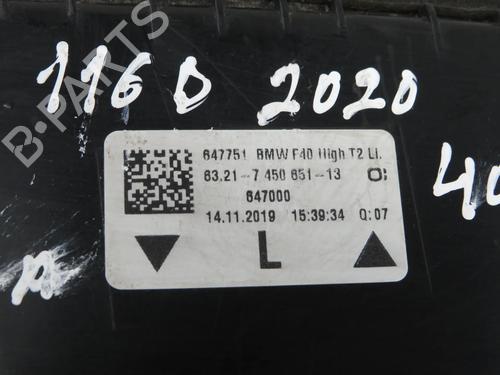 116D 2020
647751 BMW F40 High T2 Li.
63.21-7 450 651-13
647000
14.11.2019 15:39:34 Q:07
L
B-PARTS